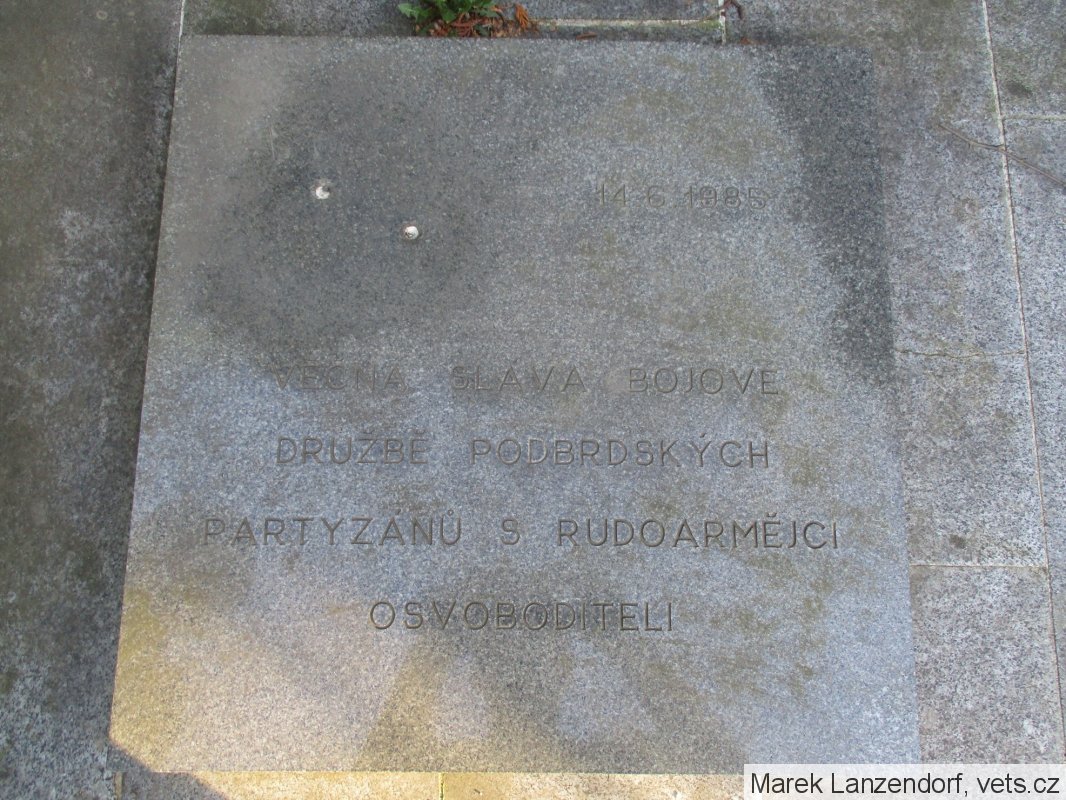 14.6.1985
VĚČNÁ SLÁVA BOJOVÉ
DRUŽBĚ PODBRDSKÝCH
PARTYZÁNŮ S RUDOARMĚJCI
OSVOBODITELI
Marek Lanzendorf, vets.cz